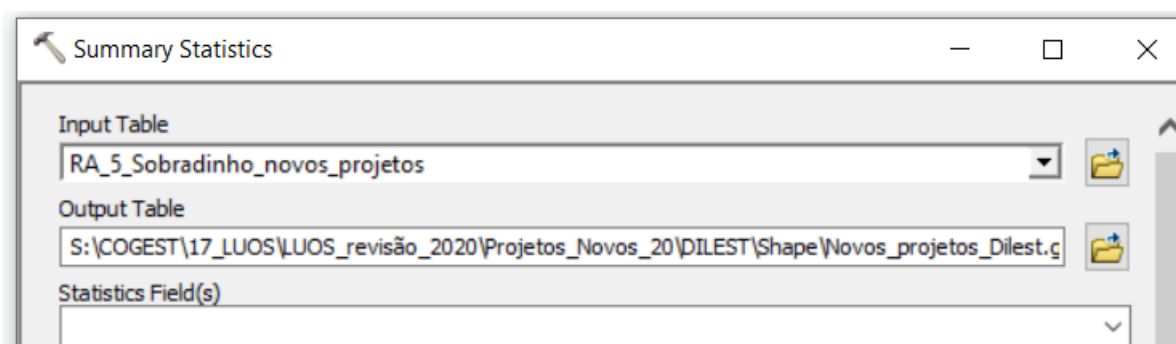 Summary Statistics
Input Table
RA_5_Sobradinho_novos_projetos
Output Table
S:\COGEST\17_LUOS\LUOS_revisão_2020\Projetos_Novos_20\DILEST\Shape\Novos_projetos_Dilest.g
Statistics Field(s)